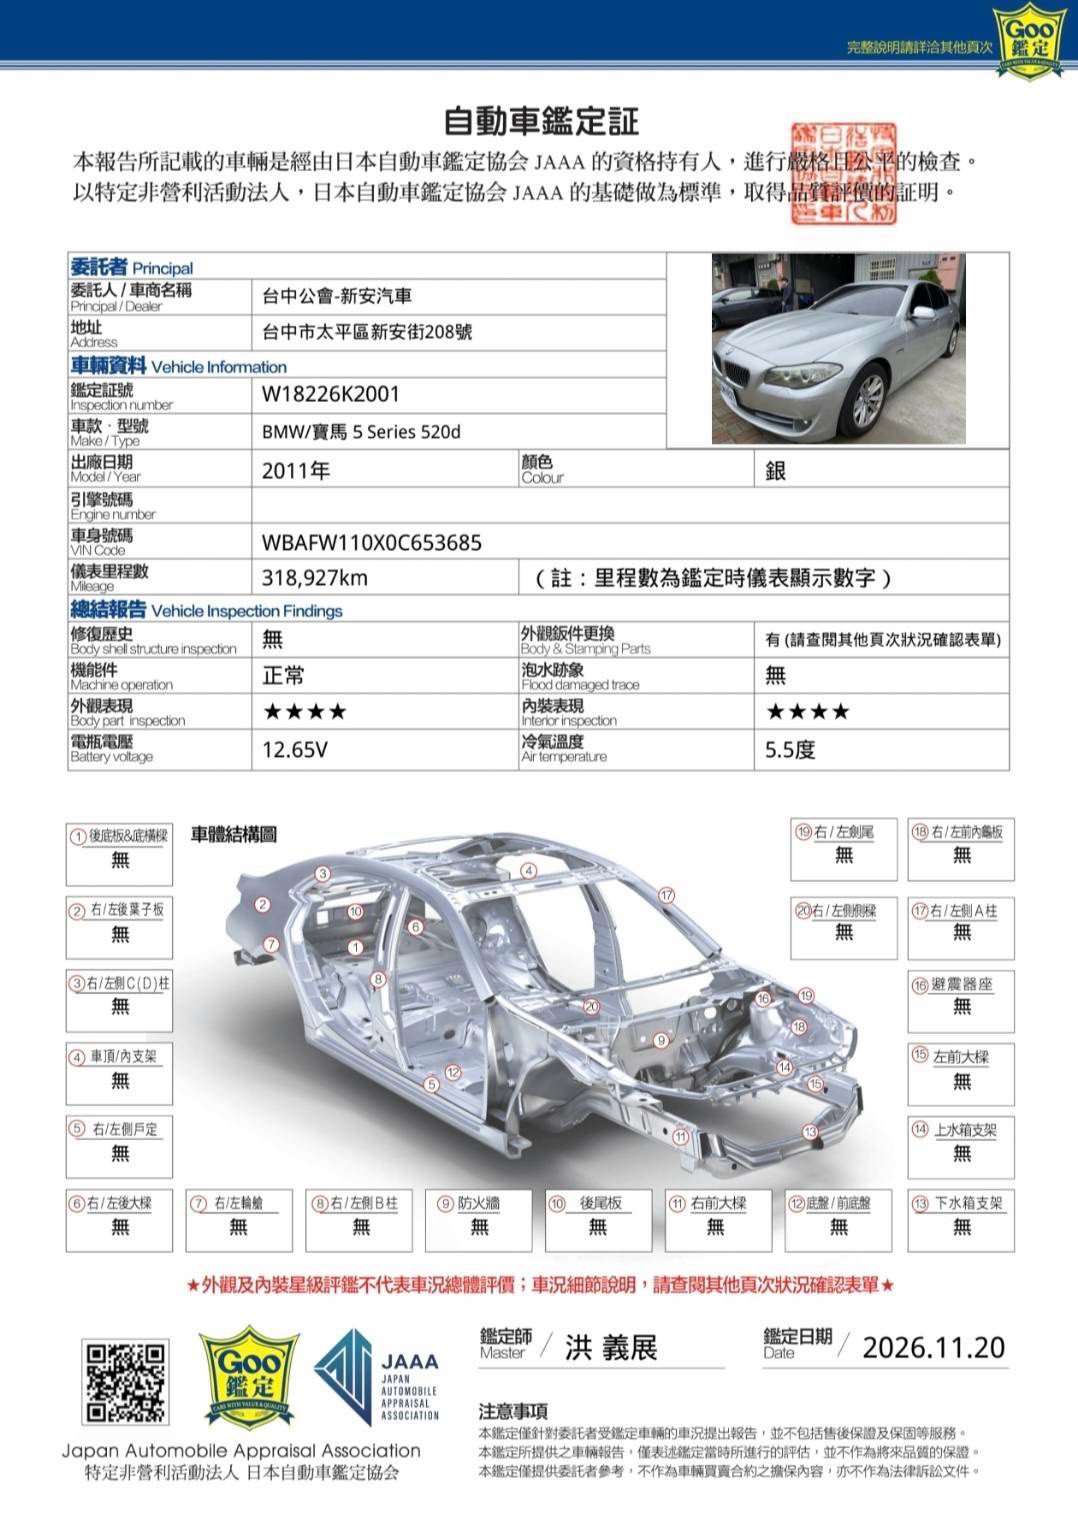 完整說明請詳洽其他頁次
Goo
鑑定
自動車鑑定証
本報告所記載的車輛是經由日本自動車鑑定協会 JAAA 的資格持有人，進行嚴格且公平的檢查。
以特定非營利活動法人，日本自動車鑑定協会 JAAA 的基礎做為標準，取得品質評價的証明。
委託者 Principal
委託人 / 車商名稱
Principal / Dealer
台中公會-新安汽車
地址
Address
台中市太平區新安街208號
車輛資料 Vehicle Information
鑑定証號
Inspection number
W18226K2001
車款‧型號
Make / Type
BMW/寶馬 5 Series 520d
出廠日期
Model / Year
2011年
顏色
Colour
銀
引擎號碼
Engine number
車身號碼
VIN Code
WBAFW110X0C653685
儀表里程數
Mileage
318,927km
（註：里程數為鑑定時儀表顯示數字）
總結報告 Vehicle Inspection Findings
修復歷史
Body shell structure inspection
無
外觀鈑件更換
Body & Stamping Parts
有 (請查閱其他頁次狀況確認表單)
機能件
Machine operation
正常
泡水跡象
Flood damaged trace
無
外觀表現
Body part inspection
★★★★
內裝表現
Interior inspection
★★★★
電瓶電壓
Battery voltage
12.65V
冷氣溫度
Air temperature
5.5度
車體結構圖
①後底板&底橫樑
無
②右/左後葉子板
無
③右/左側C(D)柱
無
④車頂/內支架
無
⑤右/左側戶定
無
⑥右/左後大樑
無
⑦右/左輪艙
無
⑧右/左側B柱
無
⑨防火牆
無
⑩後尾板
無
⑪右前大樑
無
⑫底盤/前底盤
無
⑬下水箱支架
無
⑭上水箱支架
無
⑮左前大樑
無
⑯避震器座
無
⑰右/左側A柱
無
⑱右/左前內龜板
無
⑲右/左劍尾
無
⑳右/左側側樑
無
★外觀及內裝星級評鑑不代表車況總體評價；車況細節說明，請查閱其他頁次狀況確認表單★
Goo
鑑定
CARS WITH VALUE & QUALITY
JAAA
JAPAN
AUTOMOBILE
APPRAISAL
ASSOCIATION
Japan Automobile Appraisal Association
特定非營利活動法人 日本自動車鑑定協会
鑑定師
Master
/ 洪 義展
鑑定日期
Date
/ 2026.11.20
注意事項
本鑑定僅針對委託者受鑑定車輛的車況提出報告，並不包括售後保證及保固等服務。
本鑑定所提供之車輛報告，僅表述鑑定當時所進行的評估，並不作為將來品質的保證。
本鑑定僅提供委託者參考，不作為車輛買賣合約之擔保內容，亦不作為法律訴訟文件。